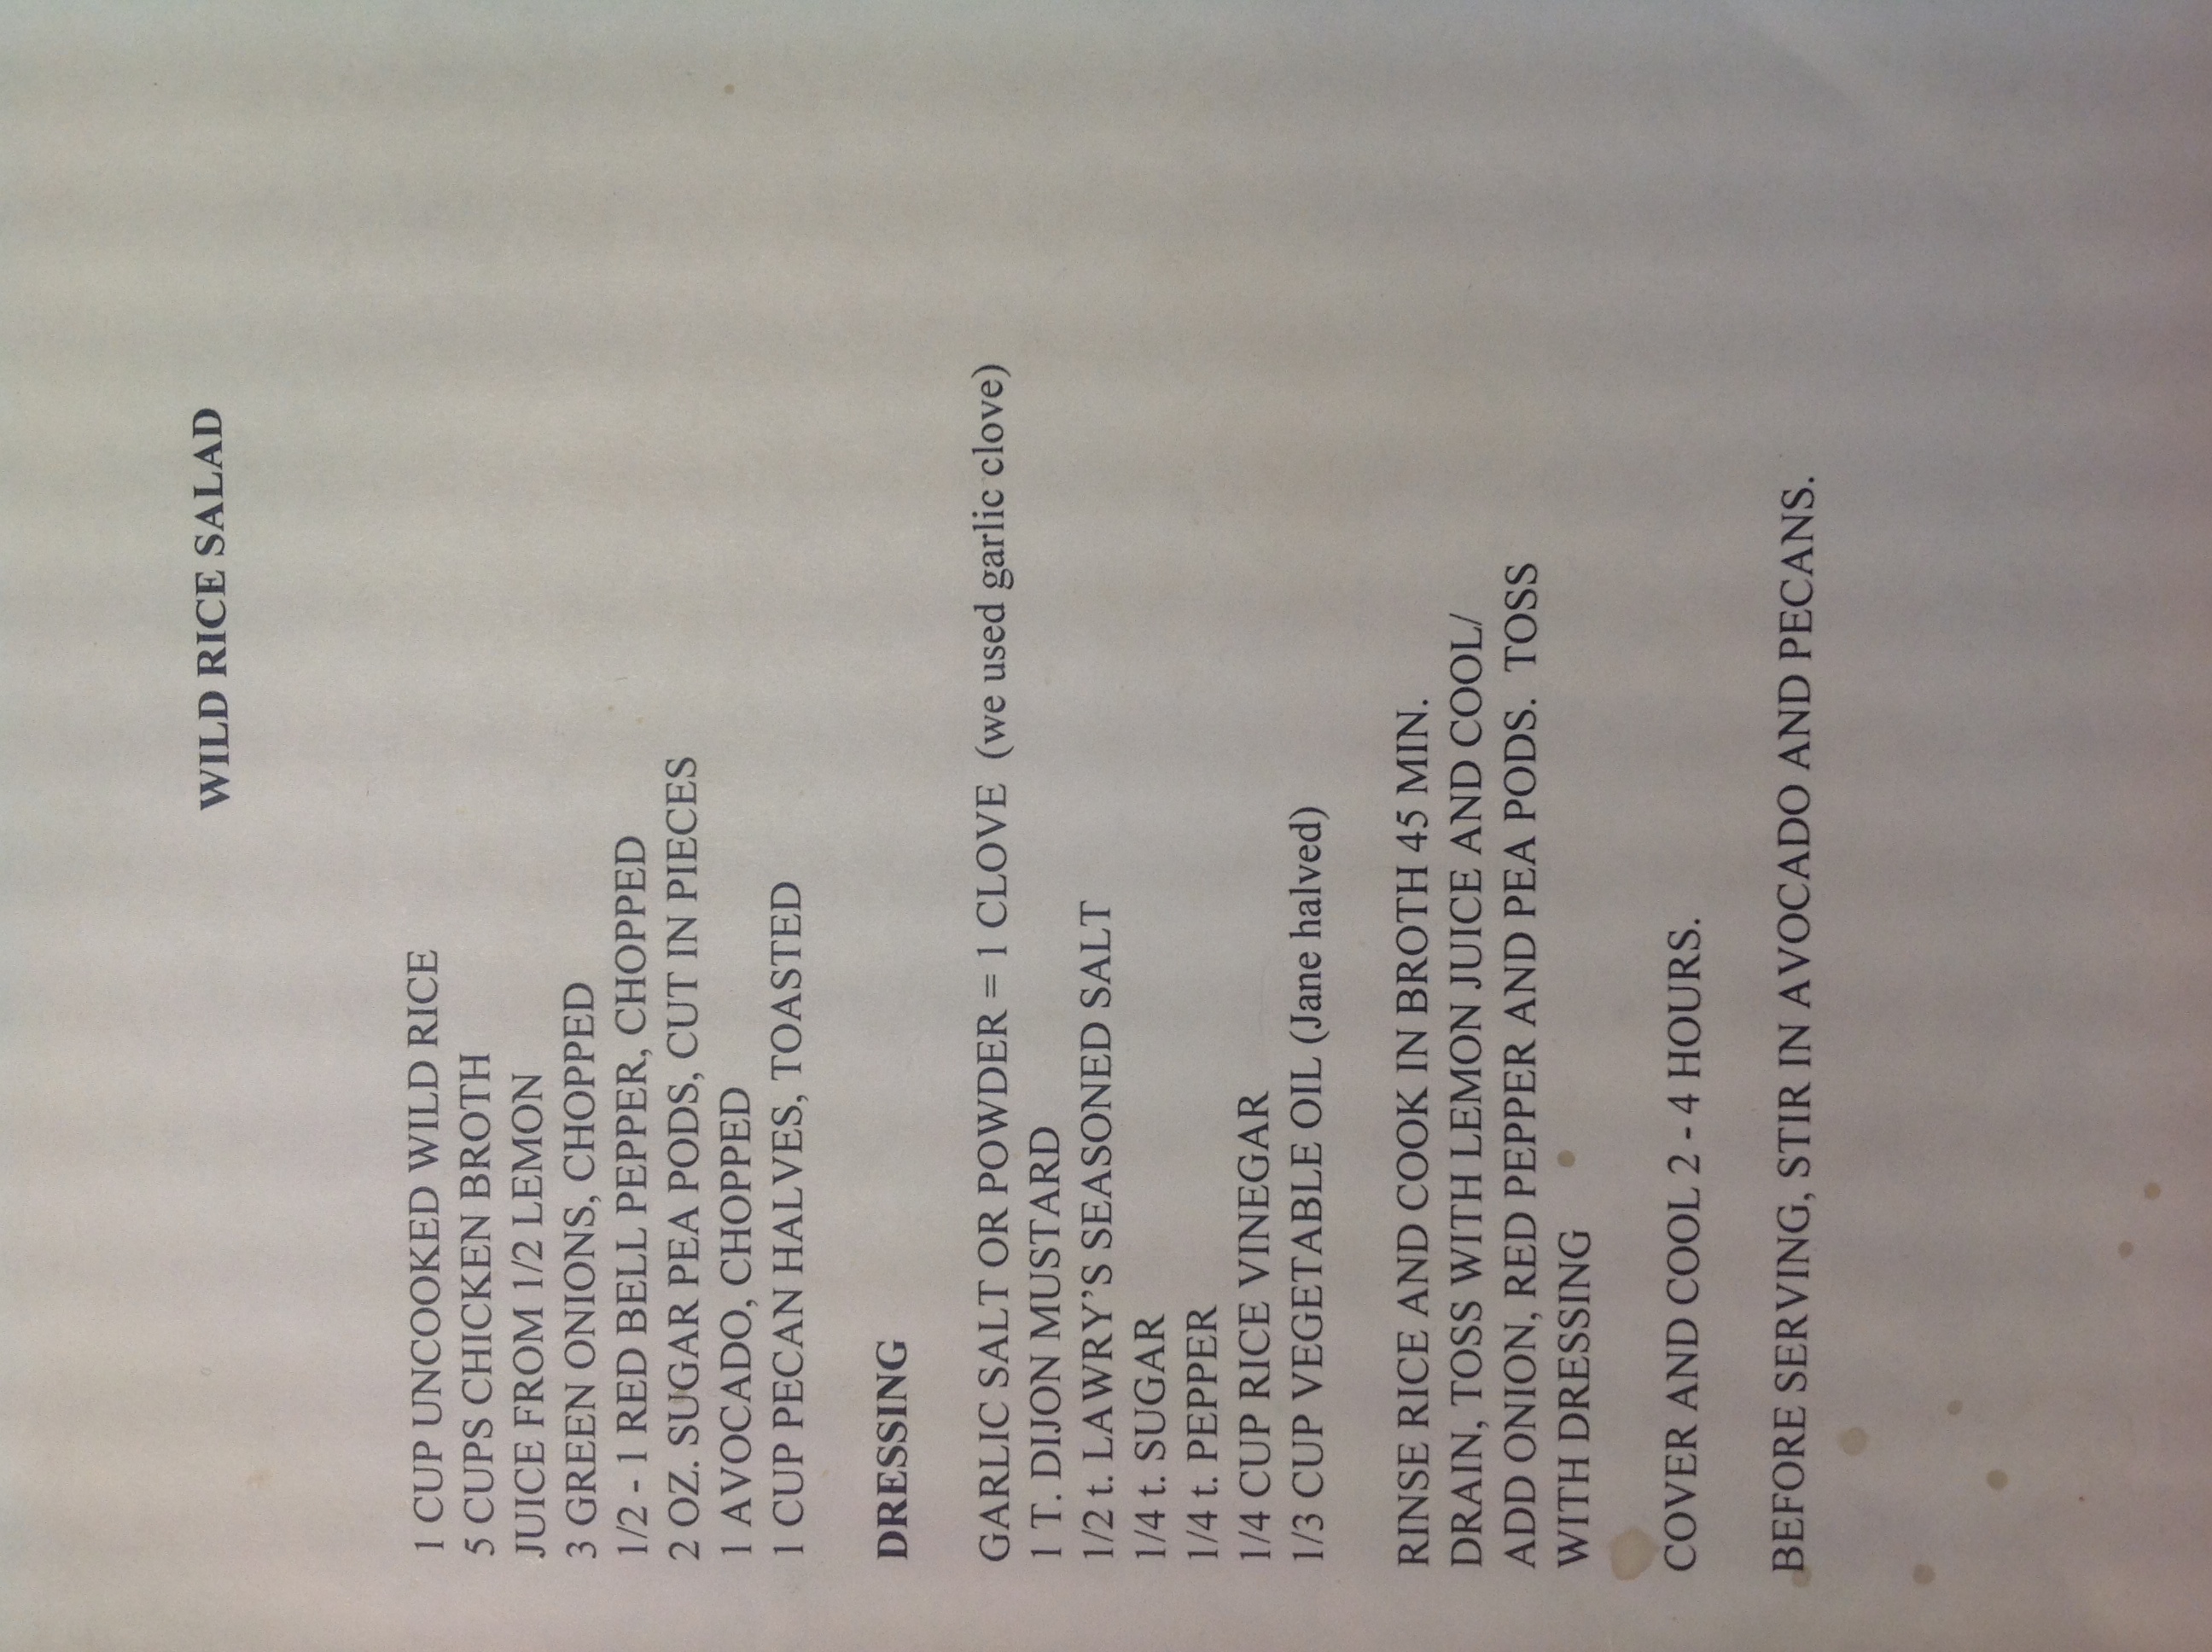 WILD RICE SALAD
1 CUP UNCOOKED WILD RICE
5 CUPS CHICKEN BROTH
JUICE FROM 1/2 LEMON
3 GREEN ONIONS, CHOPPED
1/2 - 1 RED BELL PEPPER, CHOPPED
2 OZ. SUGAR PEA PODS, CUT IN PIECES
1 AVOCADO, CHOPPED
1 CUP PECAN HALVES, TOASTED
DRESSING
GARLIC SALT OR POWDER = 1 CLOVE (we used garlic clove)
1 T. DIJON MUSTARD
1/2 t. LAWRY’S SEASONED SALT
1/4 t. SUGAR
1/4 t. PEPPER
1/4 CUP RICE VINEGAR
1/3 CUP VEGETABLE OIL (Jane halved)
RINSE RICE AND COOK IN BROTH 45 MIN.
DRAIN, TOSS WITH LEMON JUICE AND COOL/
ADD ONION, RED PEPPER AND PEA PODS. TOSS
WITH DRESSING
COVER AND COOL 2 - 4 HOURS.
BEFORE SERVING, STIR IN AVOCADO AND PECANS.